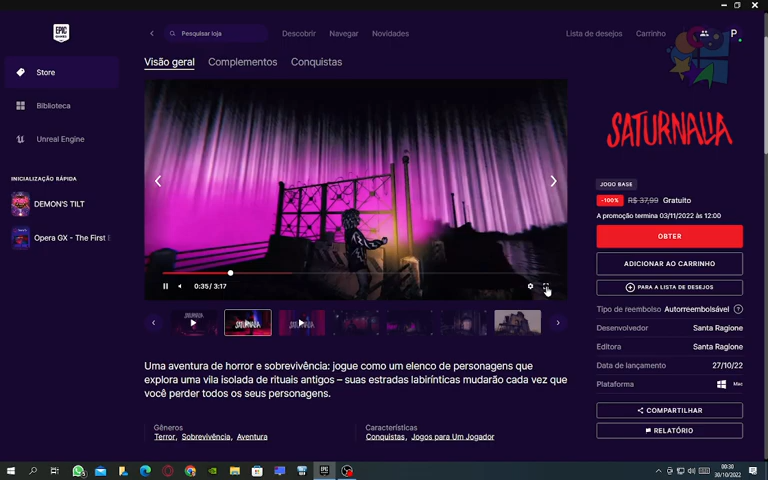 EPIC
GAMES
Pesquisar loja
Descobrir
Navegar
Novidades
Lista de desejos
Carrinho
P
Store
Biblioteca
Unreal Engine
INICIALIZAÇÃO RÁPIDA
DEMON'S TILT
Opera GX - The First
Visão geral
Complementos
Conquistas
0:35 / 3:17
SATURNALIA
JOGO BASE
-100% R$ 37,99 Gratuito
A promoção termina 03/11/2022 às 12:00
OBTER
ADICIONAR AO CARRINHO
PARA A LISTA DE DESEJOS
Tipo de reembolso Autorreembolsável
Desenvolvedor Santa Ragione
Editora Santa Ragione
Data de lançamento 27/10/22
Plataforma Mac
COMPARTILHAR
RELATÓRIO
Uma aventura de horror e sobrevivência: jogue como um elenco de personagens que
explora uma vila isolada de rituais antigos – suas estradas labirínticas mudarão cada vez que
você perder todos os seus personagens.
Gêneros
Terror, Sobrevivência, Aventura
Características
Conquistas, Jogos para Um Jogador
00:30
30/10/2022